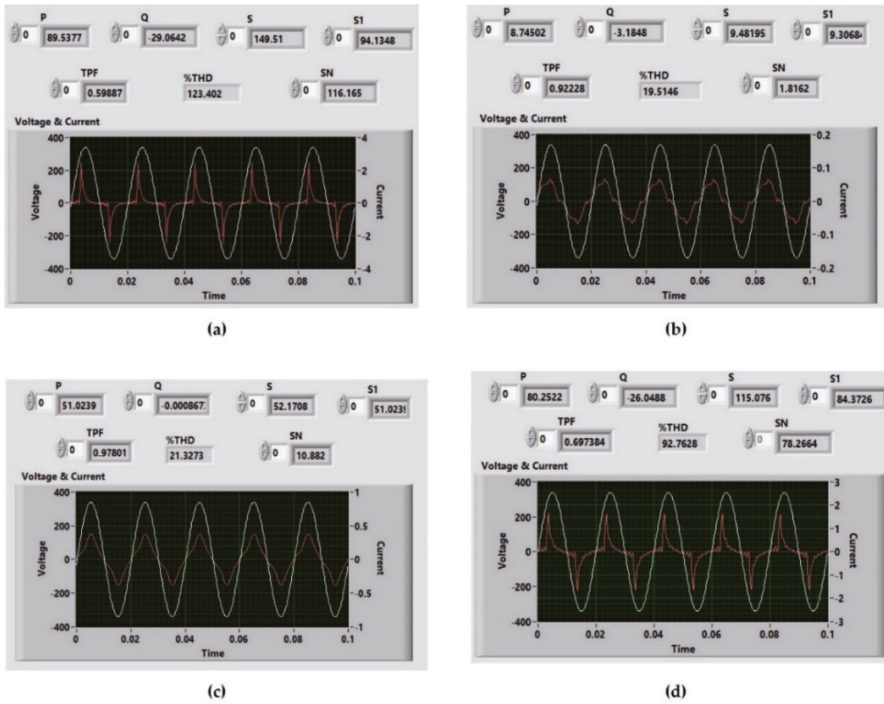 P Q S S1
0 89.5377 0 -29.0642 0 149.51 0 94.1348
TPF %THD SN
0 0.59887 123.402 0 116.165
Voltage & Current
400 4
200 2
Voltage 0 0 Current
-200 -2
-400 -4
0 0.02 0.04 0.06 0.08 0.1
Time
(a)
P Q S S1
0 8.74502 0 -3.1848 0 9.48195 0 9.3068
TPF %THD SN
0 0.92228 19.5146 0 1.8162
Voltage & Current
400 0.2
200 0.1
Voltage 0 0 Current
-200 -0.1
-400 -0.2
0 0.02 0.04 0.06 0.08 0.1
Time
(b)
P Q S S1
0 51.0239 0 -0.000867 0 52.1708 0 51.023
TPF %THD SN
0 0.97801 21.3273 0 10.882
Voltage & Current
400 1
200 0.5
Voltage 0 0 Current
-200 -0.5
-400 -1
0 0.02 0.04 0.06 0.08 0.1
Time
(c)
P Q S S1
0 80.2522 0 -26.0488 0 115.076 0 84.3726
TPF %THD SN
0 0.697384 92.7628 0 78.2664
Voltage & Current
400 3
2
200 1
Voltage 0 0 Current
-200 -1
-2
-400 -3
0 0.02 0.04 0.06 0.08 0.1
Time
(d)